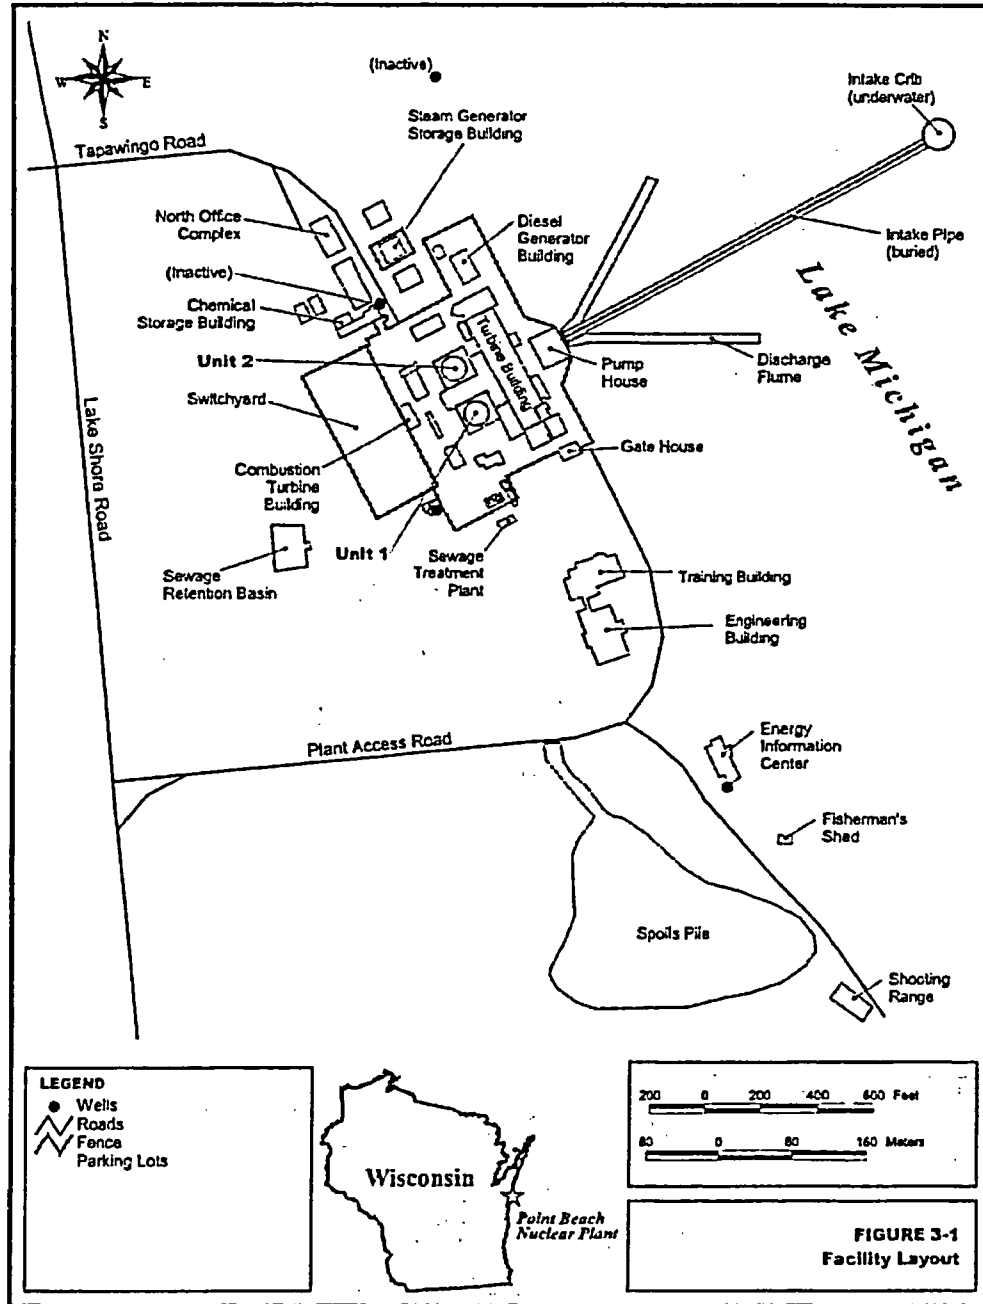 N
W E
S
(Inactive)
Steam Generator
Storage Building
Intake Crib
(underwater)
Tapawingo Road
North Office
Complex
Diesel
Generator
Building
Intake Pipe
(buried)
(Inactive)
Chemical
Storage Building
Lake Michigan
Unit 2
Turbine Building
Pump
House
Discharge
Flume
Switchyard
Lake Shore Road
Gate House
Combustion
Turbine
Building
Unit 1
Sewage
Treatment
Plant
Sewage
Retention Basin
Training Building
Engineering
Building
Plant Access Road
Energy
Information
Center
Fisherman's
Shed
Spoils Pile
Shooting
Range
LEGEND
Wells
Roads
Fence
Parking Lots
Wisconsin
Point Beach
Nuclear Plant
200 0 200 400 600 Feet
80 0 80 160 Meters
FIGURE 3-1
Facility Layout